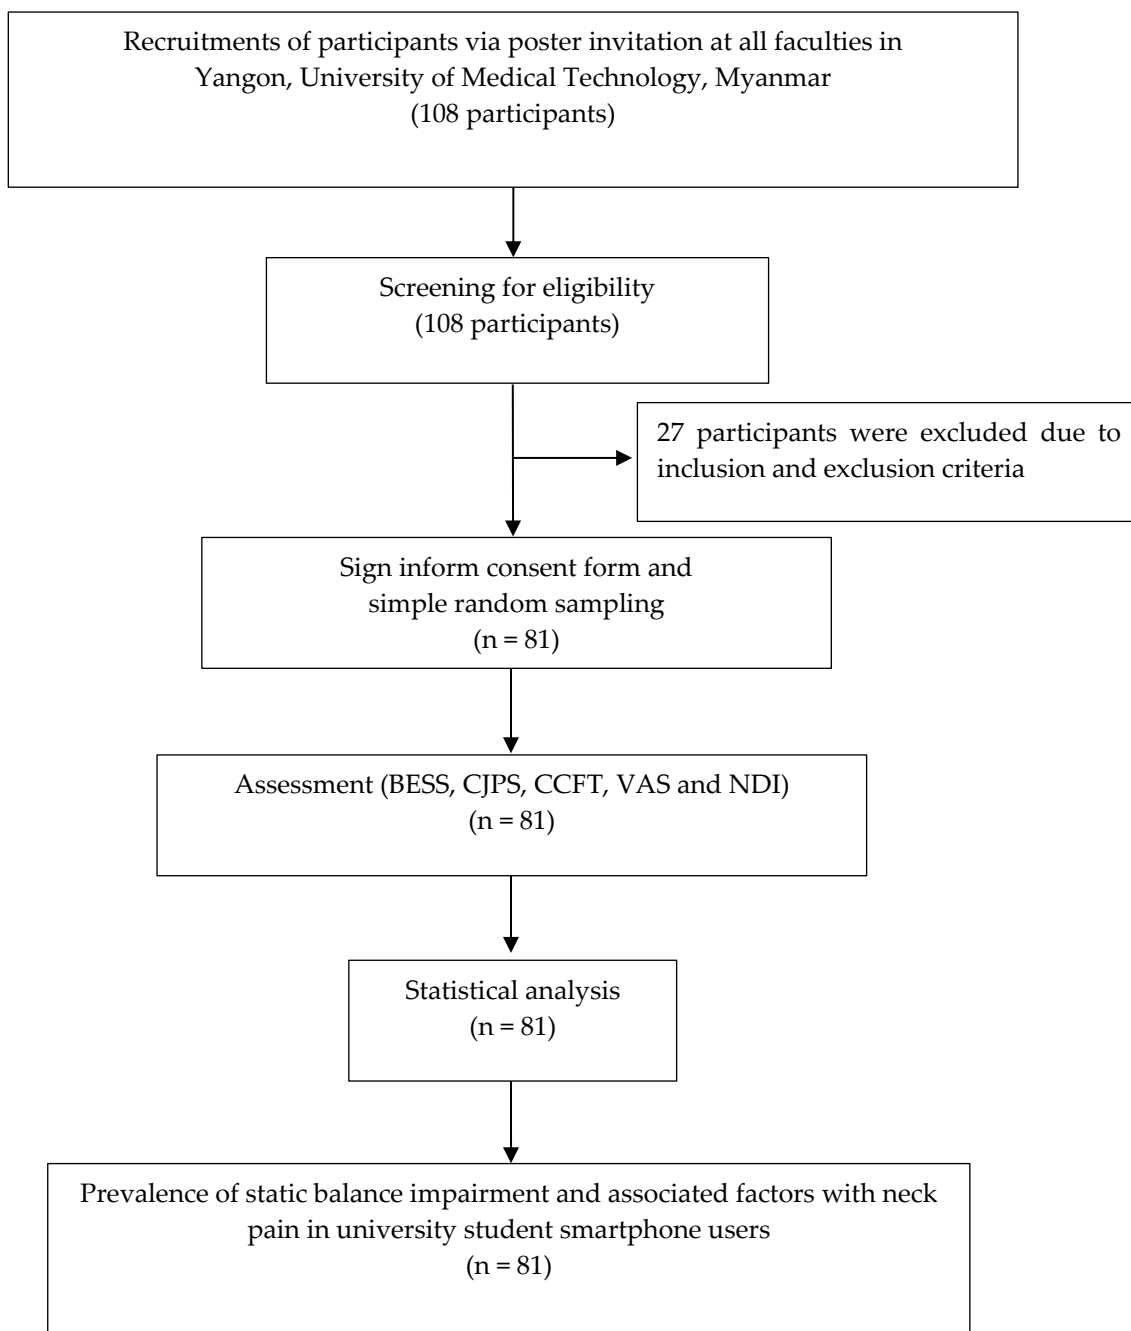 Recruitments of participants via poster invitation at all faculties in
Yangon, University of Medical Technology, Myanmar
(108 participants)
Screening for eligibility
(108 participants)
27 participants were excluded due to
inclusion and exclusion criteria
Sign inform consent form and
simple random sampling
(n = 81)
Assessment (BESS, CJPS, CCFT, VAS and NDI)
(n = 81)
Statistical analysis
(n = 81)
Prevalence of static balance impairment and associated factors with neck
pain in university student smartphone users
(n = 81)